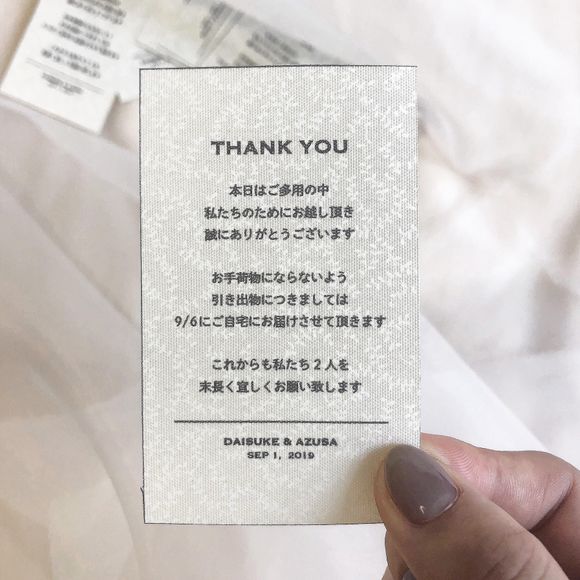 THANK YOU
本日はご多用の中
私たちのためにお越し頂き
誠にありがとうございます
お手荷物にならないよう
引き出物につきましては
9/6にご自宅にお届けさせて頂きます
これからも私たち2人を
末長く宜しくお願い致します
DAISUKE & AZUSA
SEP 1, 2019